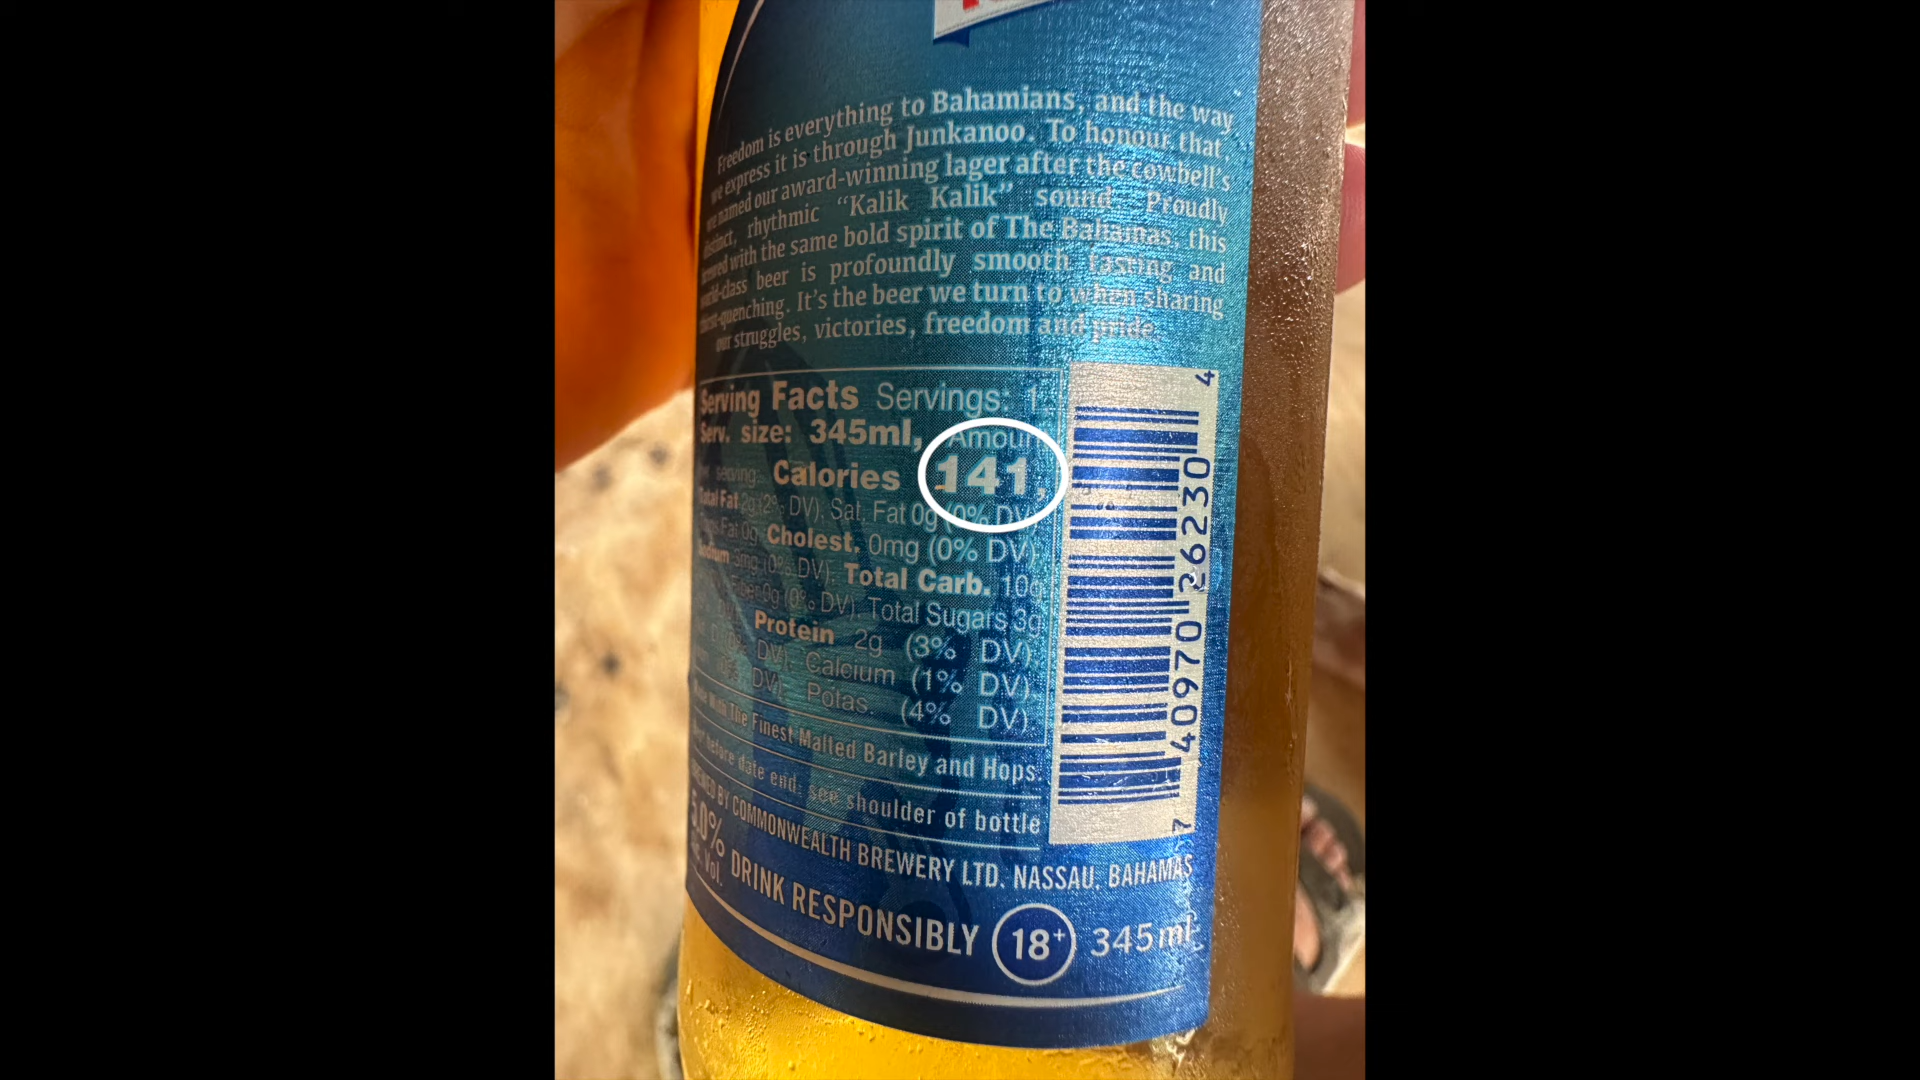 Freedom is everything to Bahamians, and the way
we express it is through Junkanoo. To honour that,
we named our award-winning lager after the cowbell's
distinct, rhythmic “Kalik Kalik” sound Proudly
brewed with the same bold spirit of The Bahamas, this
world-class beer is profoundly smooth tasting and
thirst-quenching. It's the beer we turn to when sharing
our struggles, victories, freedom and pride.
Serving Facts Servings: 1,
Serv. size: 345ml, Amount
per serving: Calories 141,
Total Fat 2g (2% DV), Sat. Fat 0g (0% DV),
Trans Fat 0g, Cholest. 0mg (0% DV),
Sodium 3mg (0% DV), Total Carb. 10g
Fiber 0g (0% DV), Total Sugars 3g
Protein 2g (3% DV),
DV), Calcium (1% DV),
DV), Potas. (4% DV).
Made With The Finest Malted Barley and Hops.
before date end: see shoulder of bottle
BREWED BY COMMONWEALTH BREWERY LTD. NASSAU, BAHAMAS
5.0%
Vol.
DRINK RESPONSIBLY 18+ 345ml
7 40970 26230 4